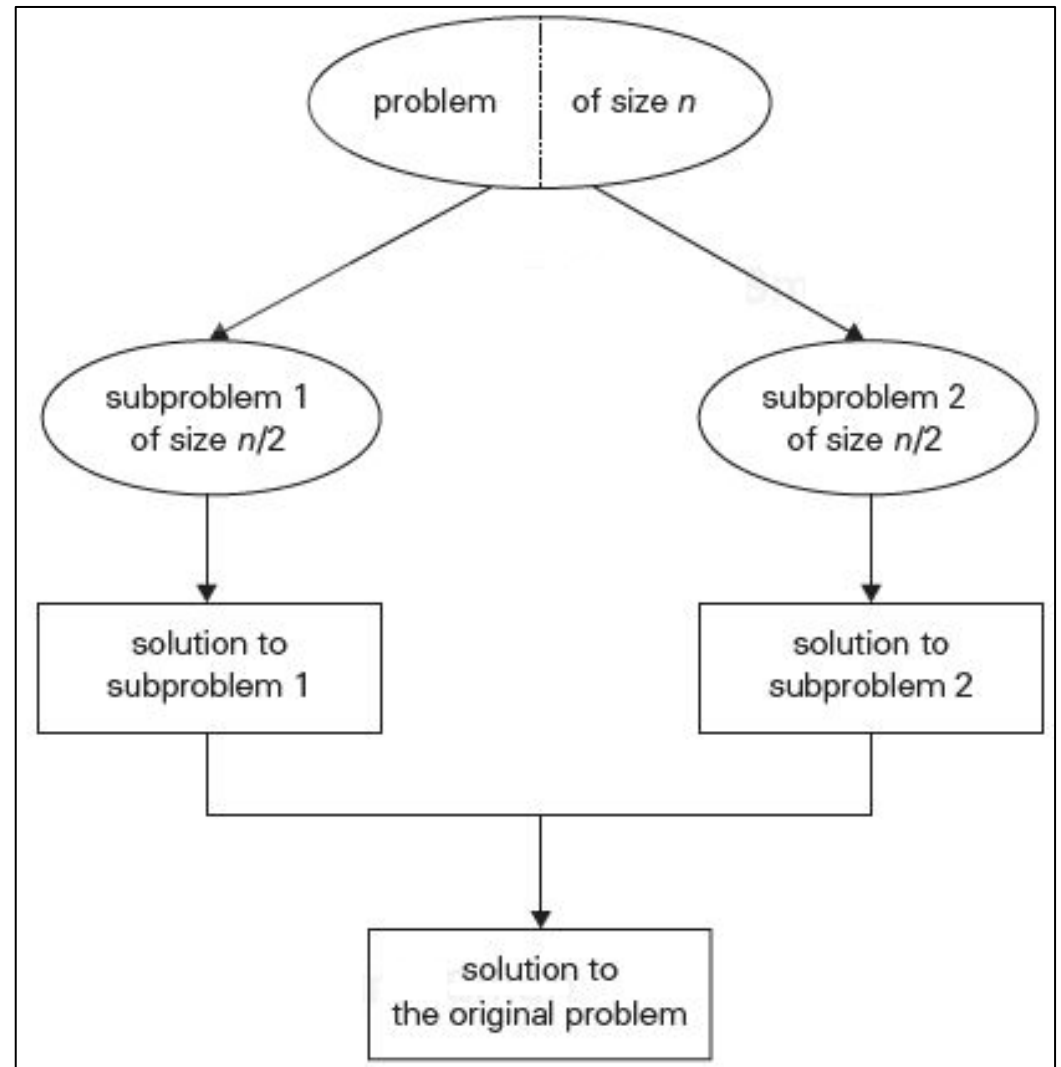 problem of size n
subproblem 1
of size n/2
subproblem 2
of size n/2
solution to
subproblem 1
solution to
subproblem 2
solution to
the original problem